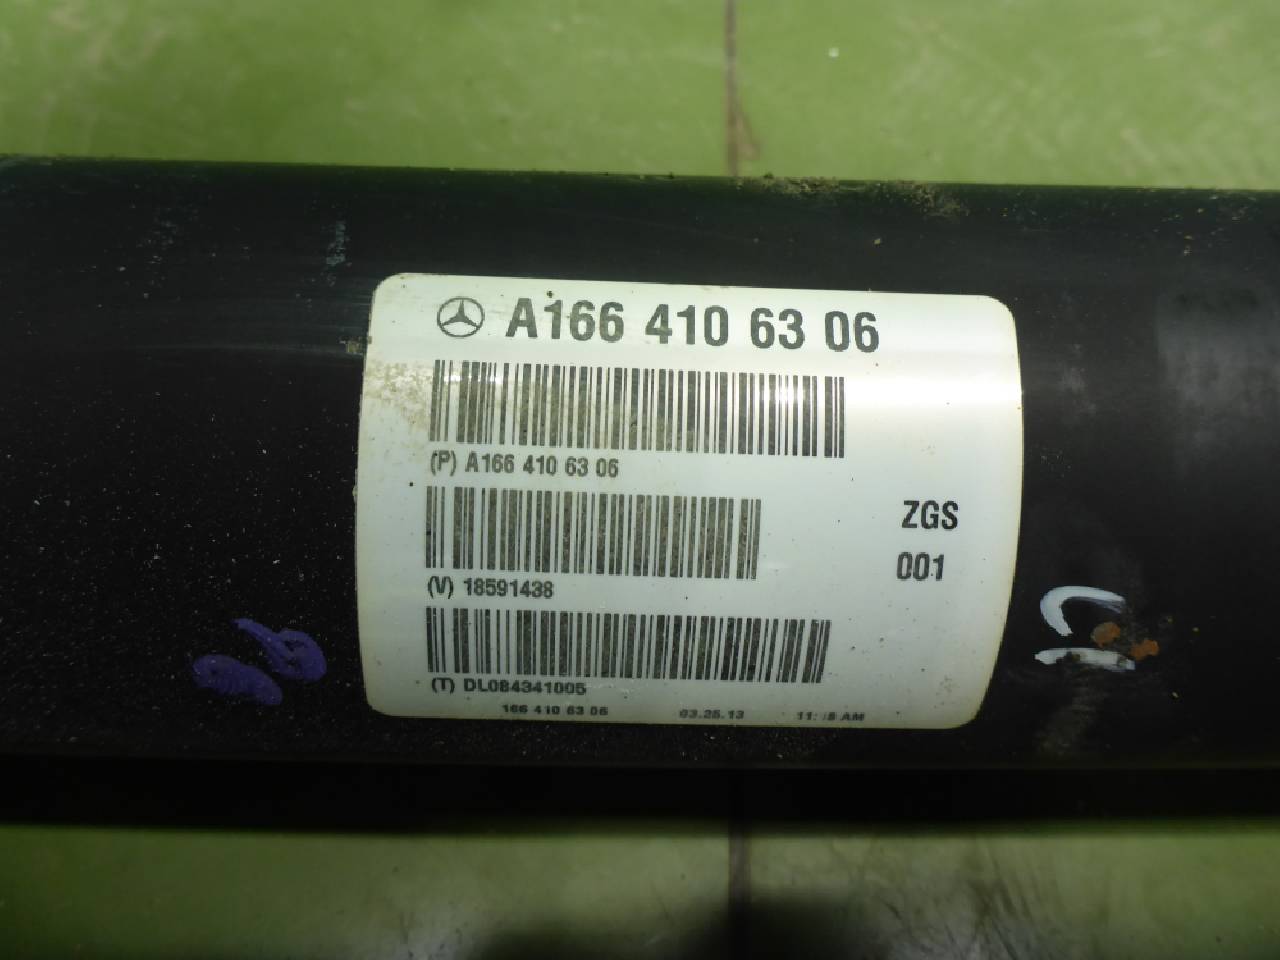 A166 410 63 06
(P) A166 410 63 06
ZGS
001
(V) 18591438
(T) DL084341005
166 410 63 06 03.25.13 AM